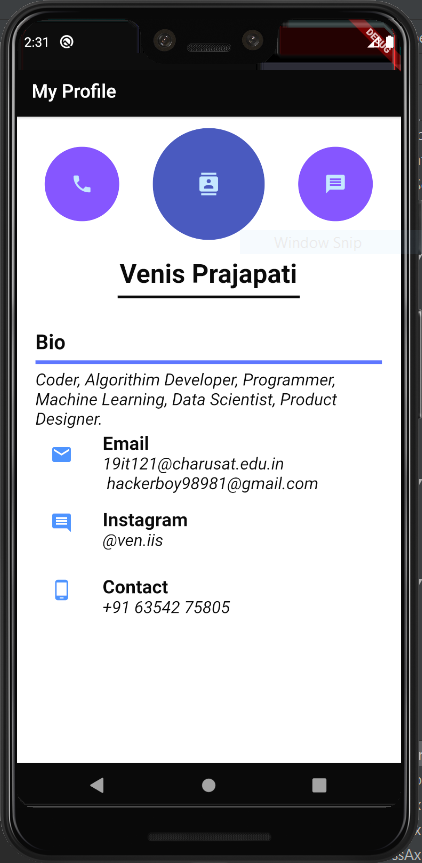 2:31
DEBUG
My Profile
Window Snip
Venis Prajapati
Bio
Coder, Algorithim Developer, Programmer,
Machine Learning, Data Scientist, Product
Designer.
Email
19it121@charusat.edu.in
hackerboy98981@gmail.com
Instagram
@ven.iis
Contact
+91 63542 75805